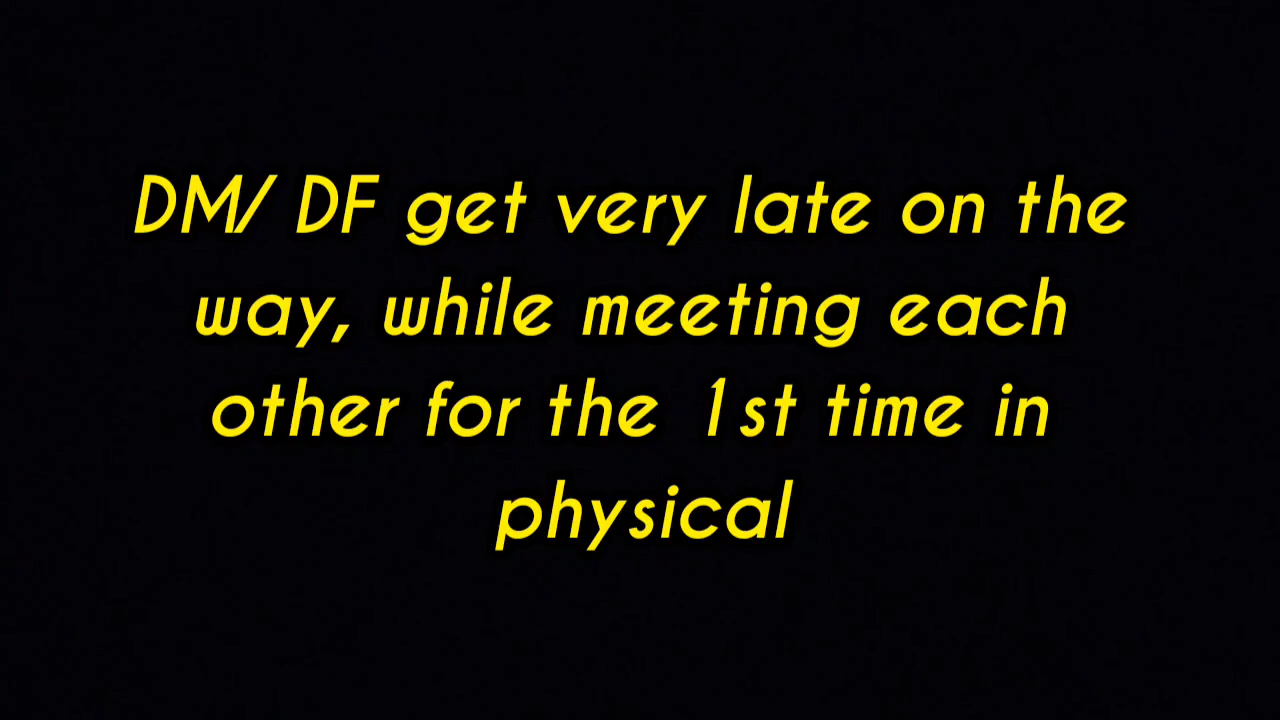 DM/ DF get very late on the
way, while meeting each
other for the 1st time in
physical